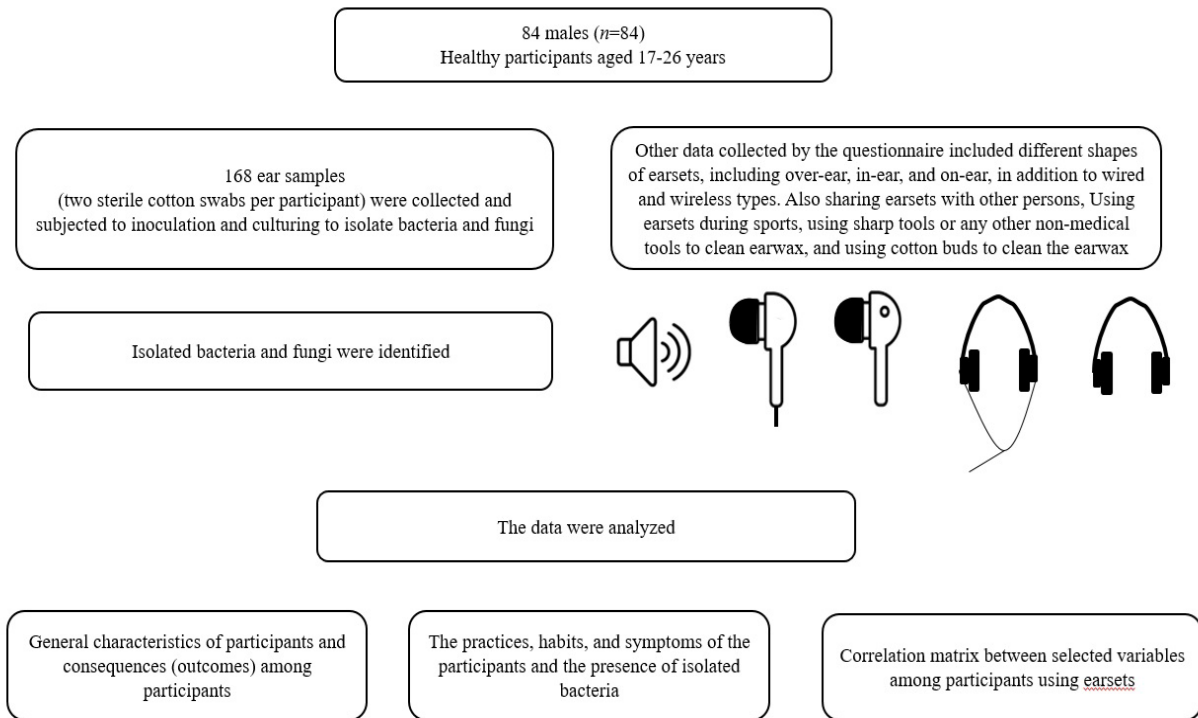 84 males (n=84)
Healthy participants aged 17-26 years
168 ear samples
(two sterile cotton swabs per participant) were collected and
subjected to inoculation and culturing to isolate bacteria and fungi
Other data collected by the questionnaire included different shapes
of earsets, including over-ear, in-ear, and on-ear, in addition to wired
and wireless types. Also sharing earsets with other persons, Using
earsets during sports, using sharp tools or any other non-medical
tools to clean earwax, and using cotton buds to clean the earwax
Isolated bacteria and fungi were identified
The data were analyzed
General characteristics of participants and
consequences (outcomes) among
participants
The practices, habits, and symptoms of the
participants and the presence of isolated
bacteria
Correlation matrix between selected variables
among participants using earsets